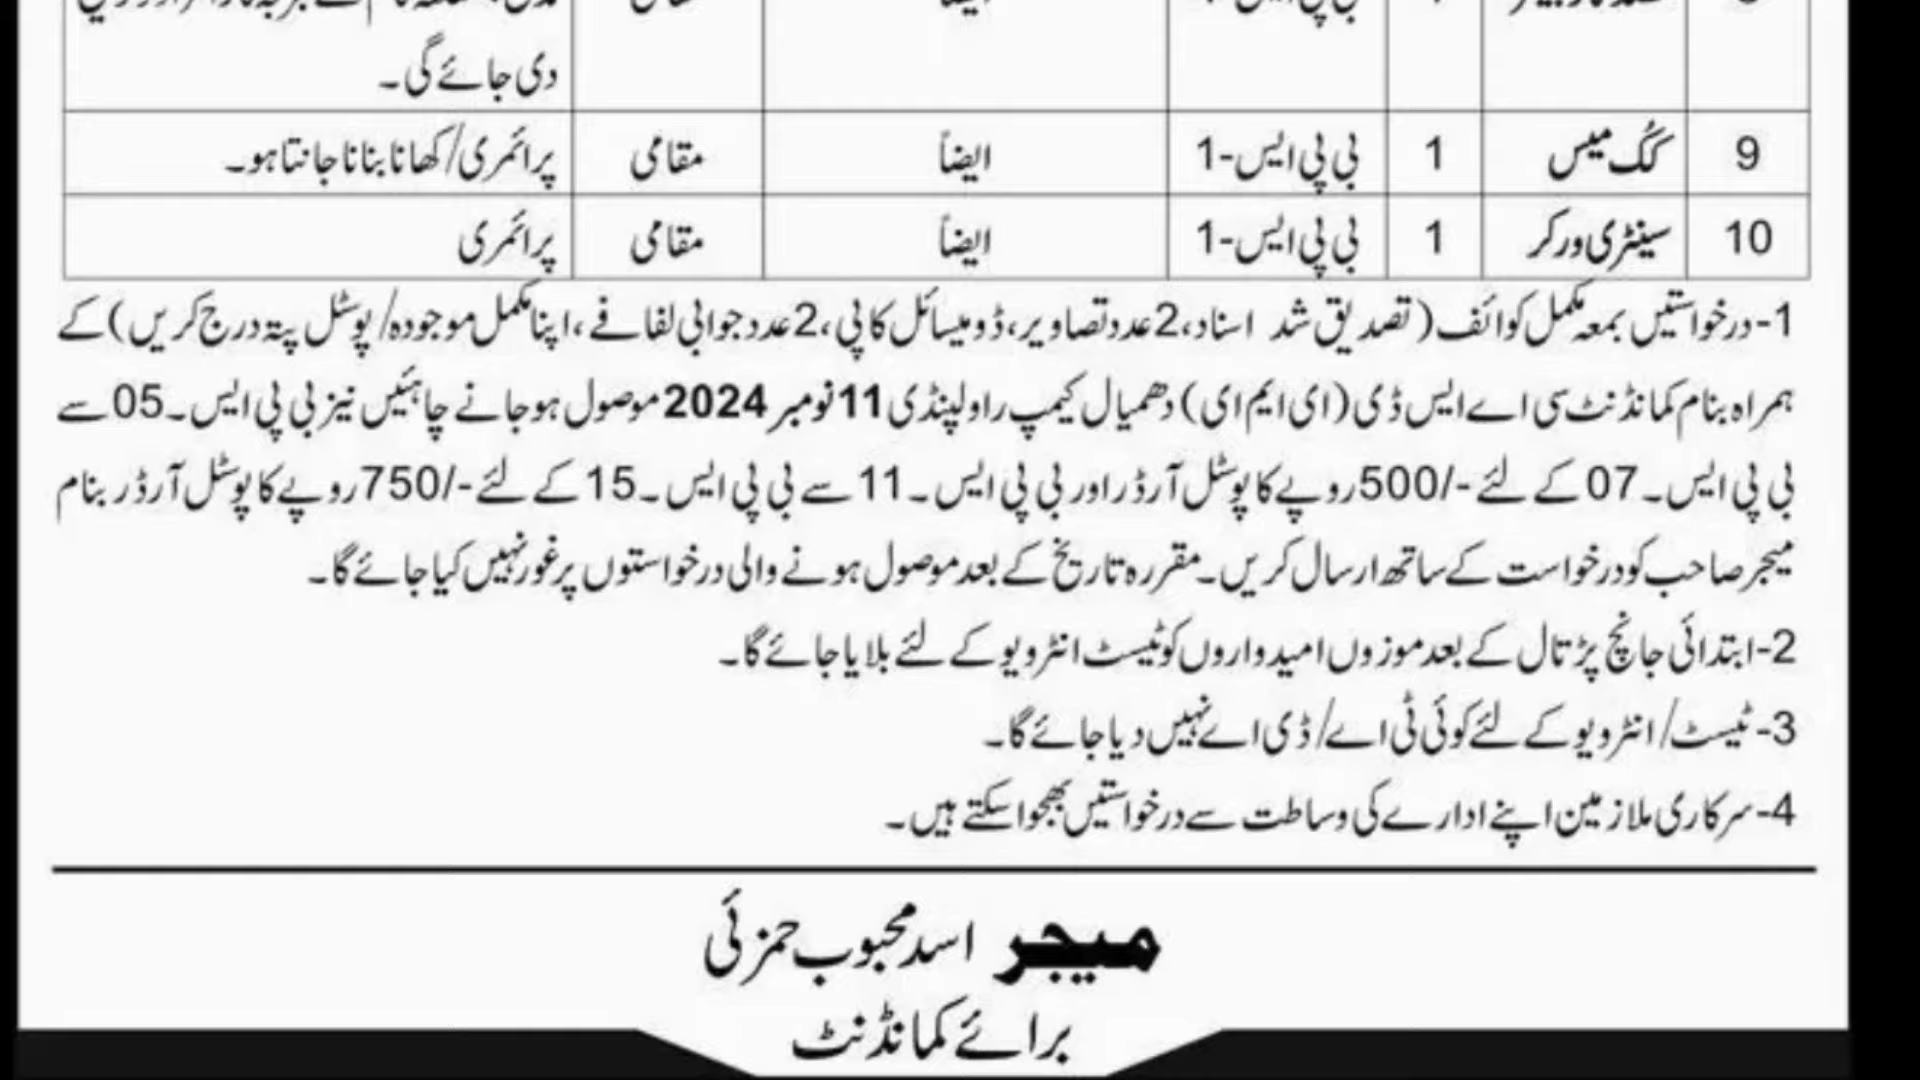 دی جائے گی۔
9 کُک میس 1 بی پی ایس-1 ایضاً مقامی پرائمری/کھانا بنانا جانتا ہو۔
10 سینٹری ورکر 1 بی پی ایس-1 ایضاً مقامی پرائمری
1-درخواستیں بمعہ مکمل کوائف (تصدیق شد اسناد، 2عدد تصاویر، ڈومیسائل کاپی، 2عدد جوابی لفافے، اپنا مکمل موجودہ/پوسٹل پتہ درج کریں) کے
ہمراہ بنام کمانڈنٹ سی اے ایس ڈی (ای ایم ای) دھمیال کیمپ راولپنڈی 11نومبر 2024 موصول ہو جانے چاہئیں نیز بی پی ایس۔05 سے
بی پی ایس۔07 کے لئے -/500 روپے کا پوسٹل آرڈر اور بی پی ایس۔11 سے بی پی ایس۔15 کے لئے -/750 روپے کا پوسٹل آرڈر بنام
میجر صاحب کو درخواست کے ساتھ ارسال کریں۔ مقررہ تاریخ کے بعد موصول ہونے والی درخواستوں پر غور نہیں کیا جائے گا۔
2-ابتدائی جانچ پڑتال کے بعد موزوں امیدواروں کو ٹیسٹ انٹرویو کے لئے بلایا جائے گا۔
3-ٹیسٹ/انٹرویو کے لئے کوئی ٹی اے/ڈی اے نہیں دیا جائے گا۔
4-سرکاری ملازمین اپنے ادارے کی وساطت سے درخواستیں بھجوا سکتے ہیں۔
میجر اسد محبوب حمزئی
برائے کمانڈنٹ